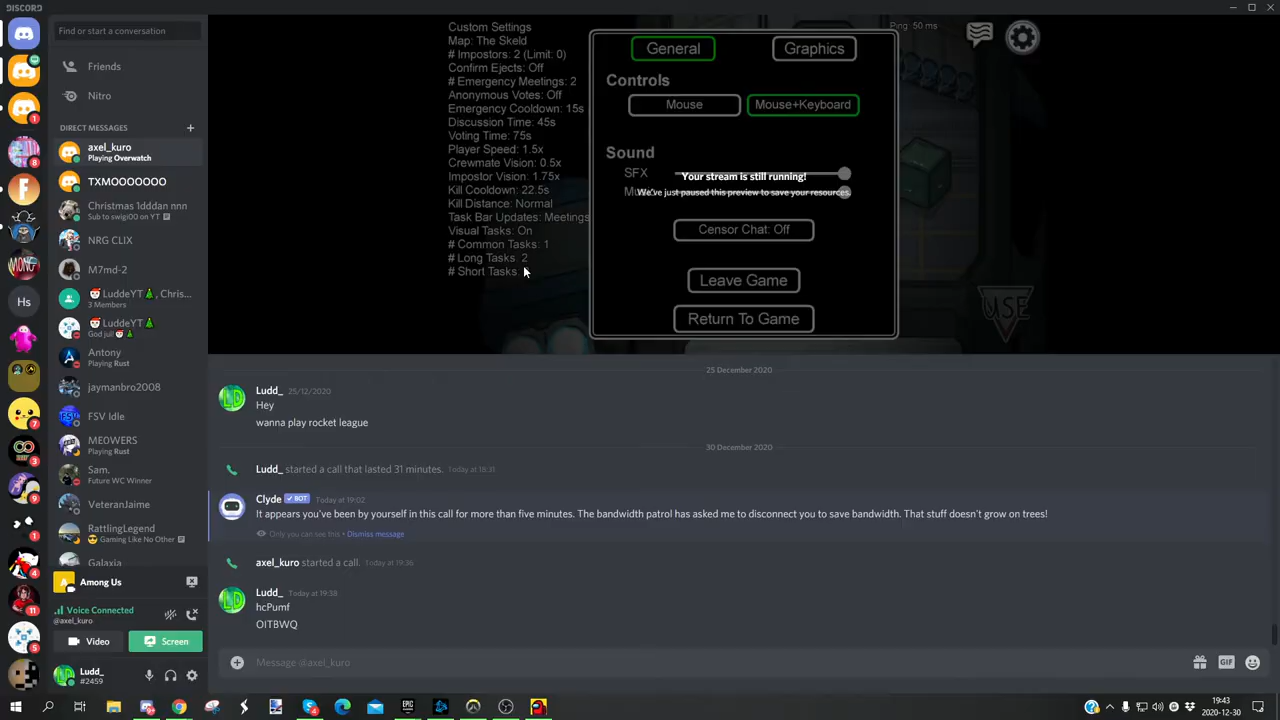 DISCORD
Find or start a conversation
Friends
Nitro
DIRECT MESSAGES
axel_kuro
Playing Overwatch
TXMOOOOOOO
Christmas 1dddan nnn
Sub to swigi00 on YT
NRG CLIX
M7md-2
🎅LuddeYT🎄, Chris...
3 Members
🎅LuddeYT🎄
God jul! 🎅🎄
Antony
Playing Rust
jaymanbro2008
FSV Idle
ME0WERS
Playing Rust
Sam.
Future WC Winner
VeteranJaime
RattlingLegend
😎 Gaming Like No Other
Galaxia
Among Us
Voice Connected
@axel_kuro
Video
Screen
Ludd_
#2459
1
8
Hs
7
3
9
4
11
5
Custom Settings
Map: The Skeld
# Impostors: 2 (Limit: 0)
Confirm Ejects: Off
# Emergency Meetings: 2
Anonymous Votes: Off
Emergency Cooldown: 15s
Discussion Time: 45s
Voting Time: 75s
Player Speed: 1.5x
Crewmate Vision: 0.5x
Impostor Vision: 1.75x
Kill Cooldown: 22.5s
Kill Distance: Normal
Task Bar Updates: Meetings
Visual Tasks: On
# Common Tasks: 1
# Long Tasks: 2
# Short Tasks
General
Graphics
Controls
Mouse
Mouse+Keyboard
Sound
SFX
Your stream is still running!
We've just paused this preview to save your resources.
Censor Chat: Off
Leave Game
Return To Game
Ping: 50 ms
USE
25 December 2020
Ludd_ 25/12/2020
Hey
wanna play rocket league
30 December 2020
Ludd_ started a call that lasted 31 minutes. Today at 18:31
Clyde ✓ BOT Today at 19:02
It appears you've been by yourself in this call for more than five minutes. The bandwidth patrol has asked me to disconnect you to save bandwidth. That stuff doesn't grow on trees!
Only you can see this • Dismiss message
axel_kuro started a call. Today at 19:36
Ludd_ Today at 19:38
hcPumf
OITBWQ
Message @axel_kuro
GIF
EPIC
19:43
2020-12-30